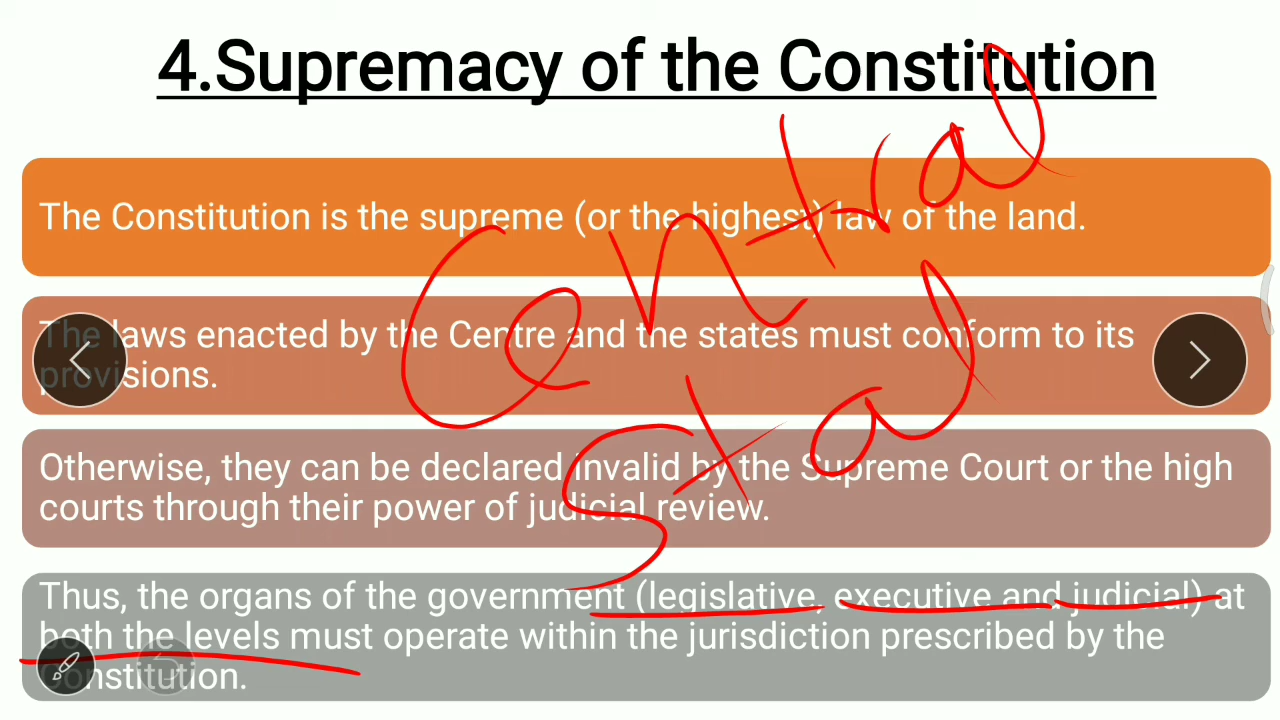 4.Supremacy of the Constitution
The Constitution is the supreme (or the highest) law of the land.
The laws enacted by the Centre and the states must conform to its
provisions.
Otherwise, they can be declared invalid by the Supreme Court or the high
courts through their power of judicial review.
Thus, the organs of the government (legislative, executive and judicial) at
both the levels must operate within the jurisdiction prescribed by the
Constitution.
Central
Stal